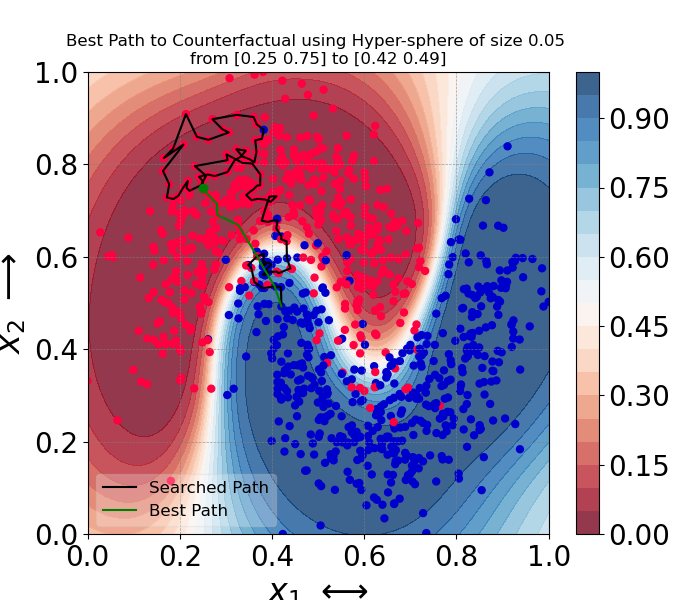 Best Path to Counterfactual using Hyper-sphere of size 0.05
from [0.25 0.75] to [0.42 0.49]
1.0
0.8
0.6
0.4
0.2
0.0
x₂ ⟷
0.0 0.2 0.4 0.6 0.8 1.0
x₁ ⟷
Searched Path
Best Path
0.90
0.75
0.60
0.45
0.30
0.15
0.00